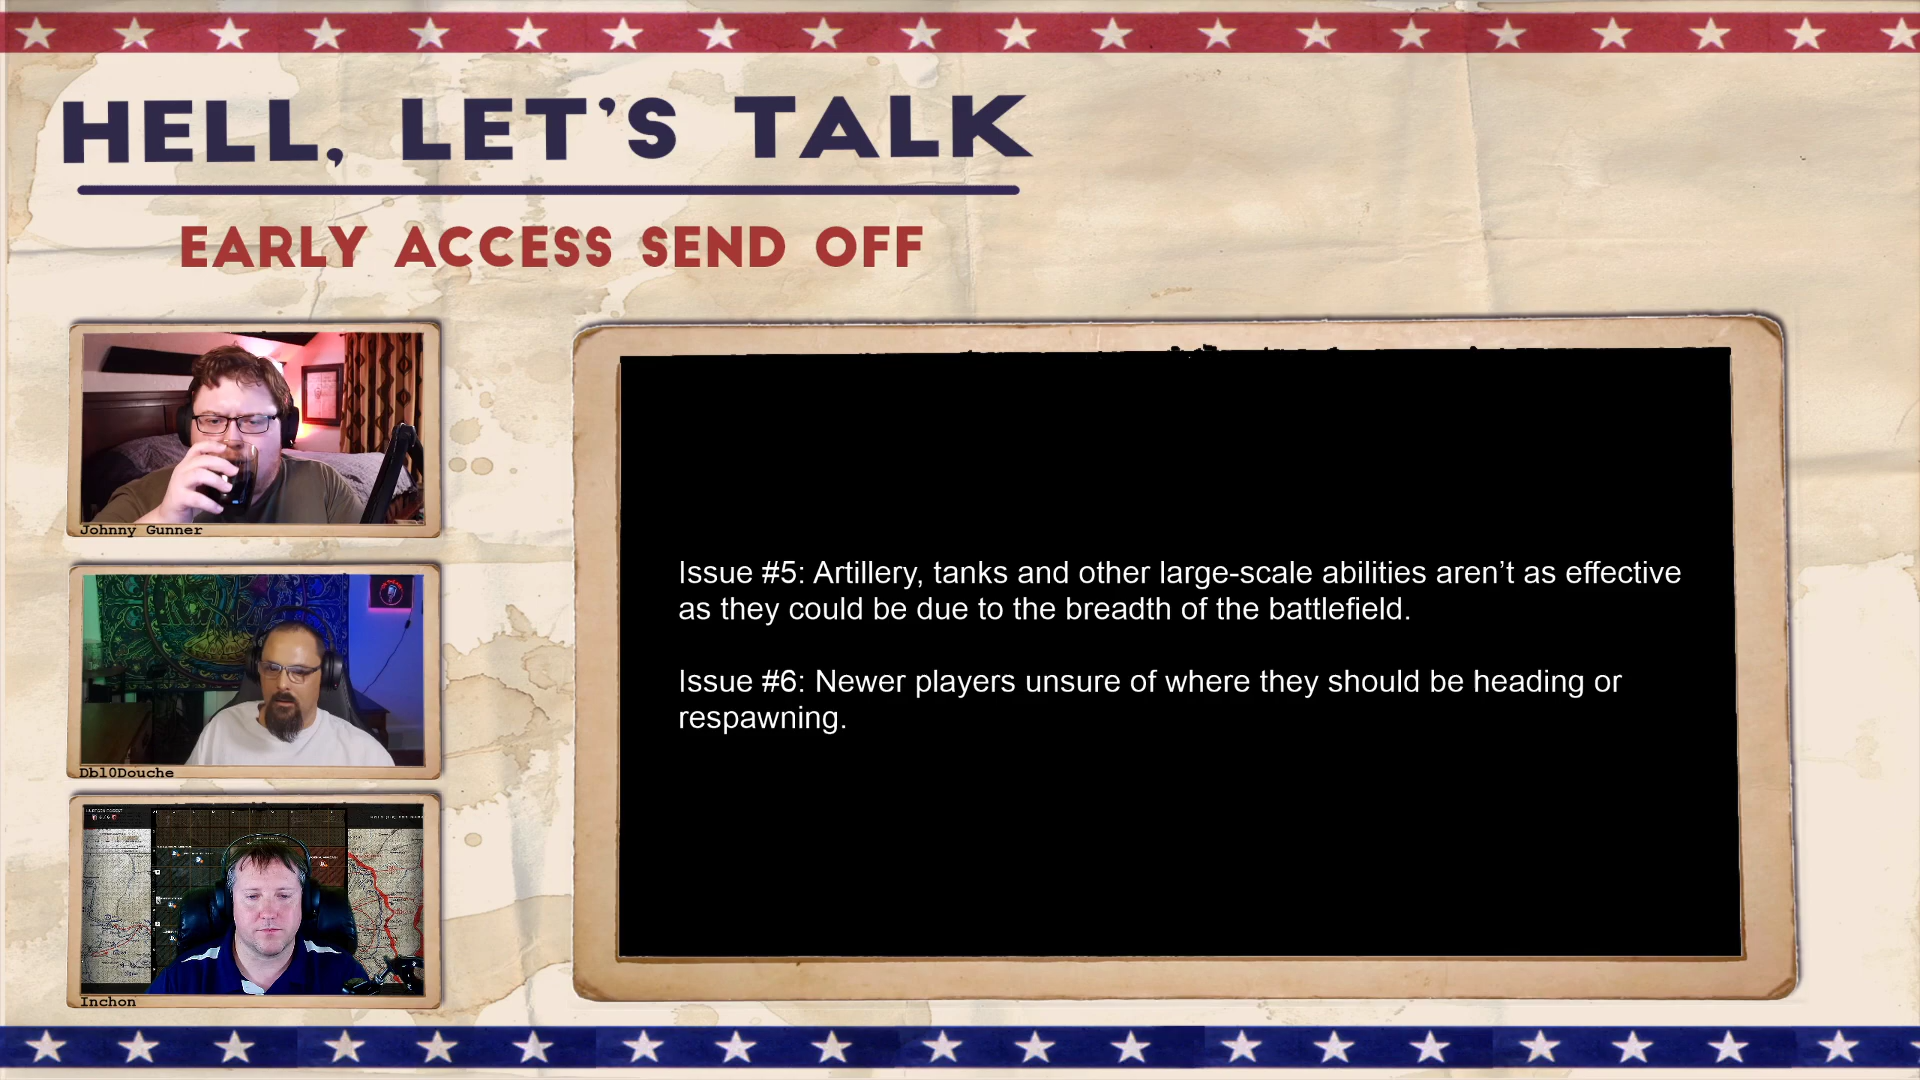 HELL, LET'S TALK
EARLY ACCESS SEND OFF
Johnny Gunner
Db10Douche
Inchon
Issue #5: Artillery, tanks and other large-scale abilities aren't as effective
as they could be due to the breadth of the battlefield.
Issue #6: Newer players unsure of where they should be heading or
respawning.